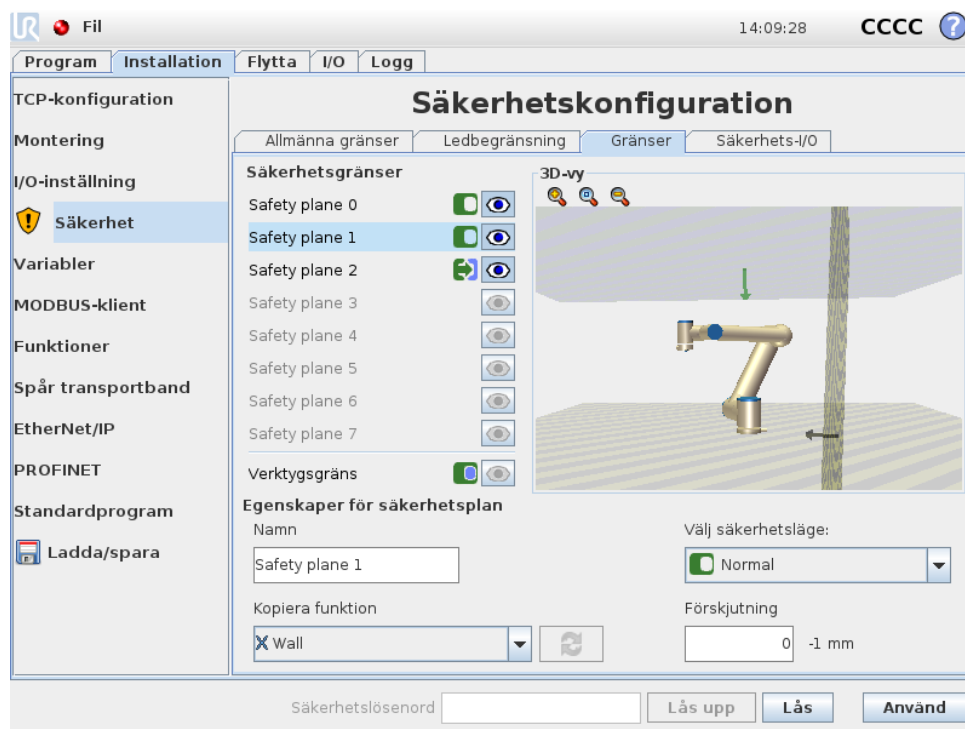 UR Fil 14:09:28 CCCC ?
Program Installation Flytta I/O Logg
TCP-konfiguration
Montering
I/O-inställning
Säkerhet
Variabler
MODBUS-klient
Funktioner
Spår transportband
EtherNet/IP
PROFINET
Standardprogram
Ladda/spara
Säkerhetskonfiguration
Allmänna gränser Ledbegränsning Gränser Säkerhets-I/O
Säkerhetsgränser
Safety plane 0
Safety plane 1
Safety plane 2
Safety plane 3
Safety plane 4
Safety plane 5
Safety plane 6
Safety plane 7
Verktygsgräns
3D-vy
Egenskaper för säkerhetsplan
Namn
Safety plane 1
Välj säkerhetsläge:
Normal
Kopiera funktion
Wall
Förskjutning
0 -1 mm
Säkerhetslösenord Lås upp Lås Använd